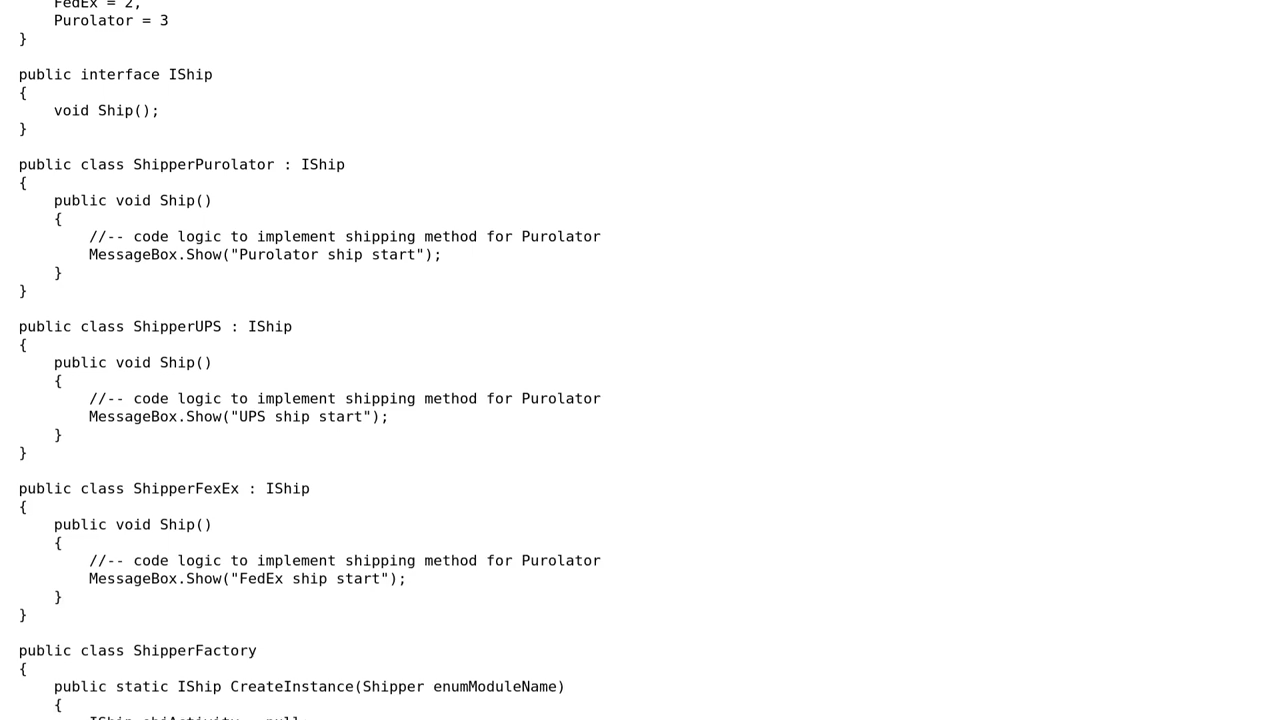 FedEx = 2,
Purolator = 3
}
public interface IShip
{
void Ship();
}
public class ShipperPurolator : IShip
{
public void Ship()
{
//-- code logic to implement shipping method for Purolator
MessageBox.Show("Purolator ship start");
}
}
public class ShipperUPS : IShip
{
public void Ship()
{
//-- code logic to implement shipping method for Purolator
MessageBox.Show("UPS ship start");
}
}
public class ShipperFexEx : IShip
{
public void Ship()
{
//-- code logic to implement shipping method for Purolator
MessageBox.Show("FedEx ship start");
}
}
public class ShipperFactory
{
public static IShip CreateInstance(Shipper enumModuleName)
{